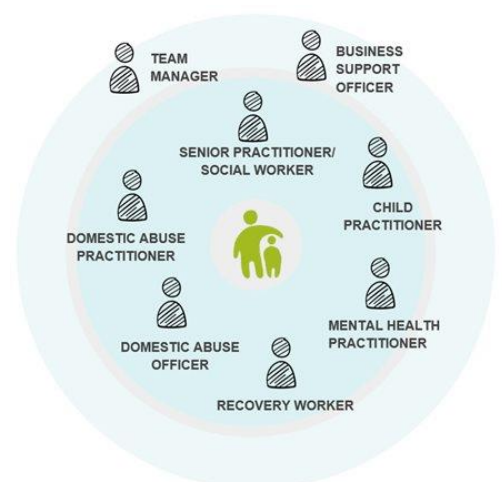 TEAM
MANAGER
BUSINESS
SUPPORT
OFFICER
SENIOR PRACTITIONER/
SOCIAL WORKER
CHILD
PRACTITIONER
DOMESTIC ABUSE
PRACTITIONER
MENTAL HEALTH
PRACTITIONER
DOMESTIC ABUSE
OFFICER
RECOVERY WORKER